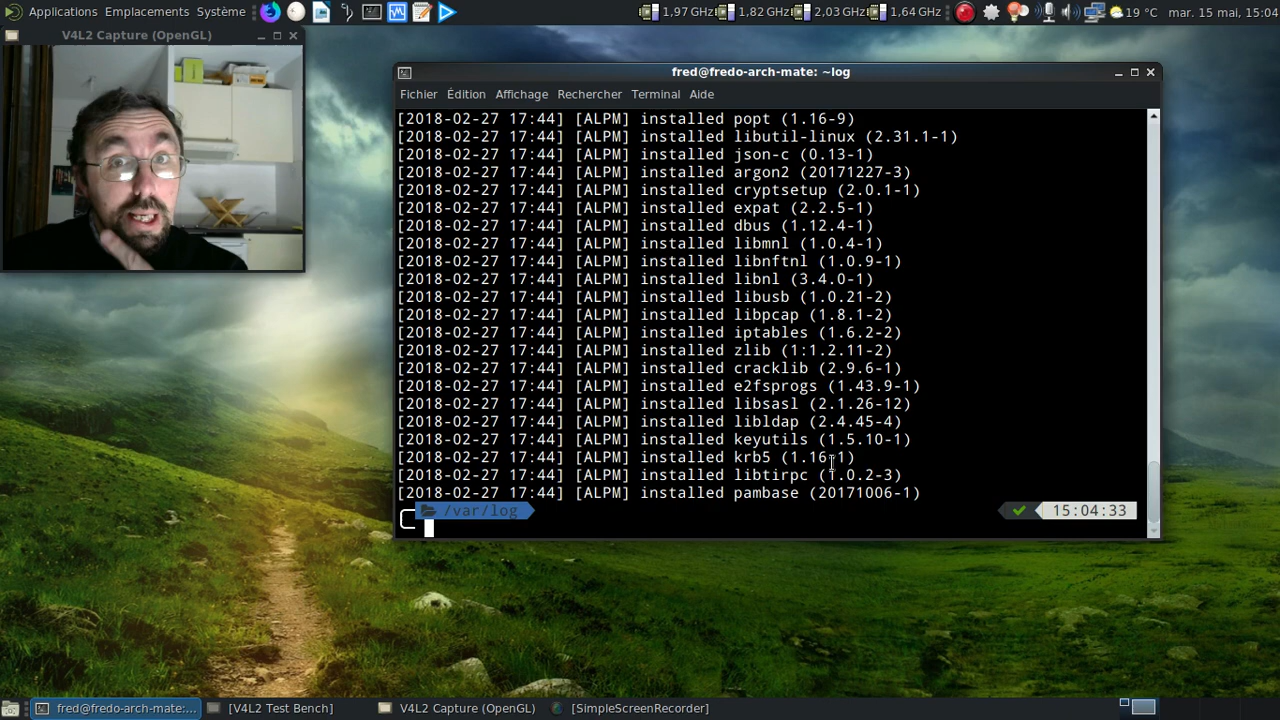 Applications Emplacements Système
1,97 GHz 1,82 GHz 2,03 GHz 1,64 GHz
19 °C mar. 15 mai, 15:04
V4L2 Capture (OpenGL)
fred@fredo-arch-mate: ~log
Fichier Édition Affichage Rechercher Terminal Aide
[2018-02-27 17:44] [ALPM] installed popt (1.16-9)
[2018-02-27 17:44] [ALPM] installed libutil-linux (2.31.1-1)
[2018-02-27 17:44] [ALPM] installed json-c (0.13-1)
[2018-02-27 17:44] [ALPM] installed argon2 (20171227-3)
[2018-02-27 17:44] [ALPM] installed cryptsetup (2.0.1-1)
[2018-02-27 17:44] [ALPM] installed expat (2.2.5-1)
[2018-02-27 17:44] [ALPM] installed dbus (1.12.4-1)
[2018-02-27 17:44] [ALPM] installed libmnl (1.0.4-1)
[2018-02-27 17:44] [ALPM] installed libnftnl (1.0.9-1)
[2018-02-27 17:44] [ALPM] installed libnl (3.4.0-1)
[2018-02-27 17:44] [ALPM] installed libusb (1.0.21-2)
[2018-02-27 17:44] [ALPM] installed libpcap (1.8.1-2)
[2018-02-27 17:44] [ALPM] installed iptables (1.6.2-2)
[2018-02-27 17:44] [ALPM] installed zlib (1:1.2.11-2)
[2018-02-27 17:44] [ALPM] installed cracklib (2.9.6-1)
[2018-02-27 17:44] [ALPM] installed e2fsprogs (1.43.9-1)
[2018-02-27 17:44] [ALPM] installed libsasl (2.1.26-12)
[2018-02-27 17:44] [ALPM] installed libldap (2.4.45-4)
[2018-02-27 17:44] [ALPM] installed keyutils (1.5.10-1)
[2018-02-27 17:44] [ALPM] installed krb5 (1.16-1)
[2018-02-27 17:44] [ALPM] installed libtirpc (1.0.2-3)
[2018-02-27 17:44] [ALPM] installed pambase (20171006-1)
/var/log 15:04:33
fred@fredo-arch-mate:... [V4L2 Test Bench] V4L2 Capture (OpenGL) [SimpleScreenRecorder]